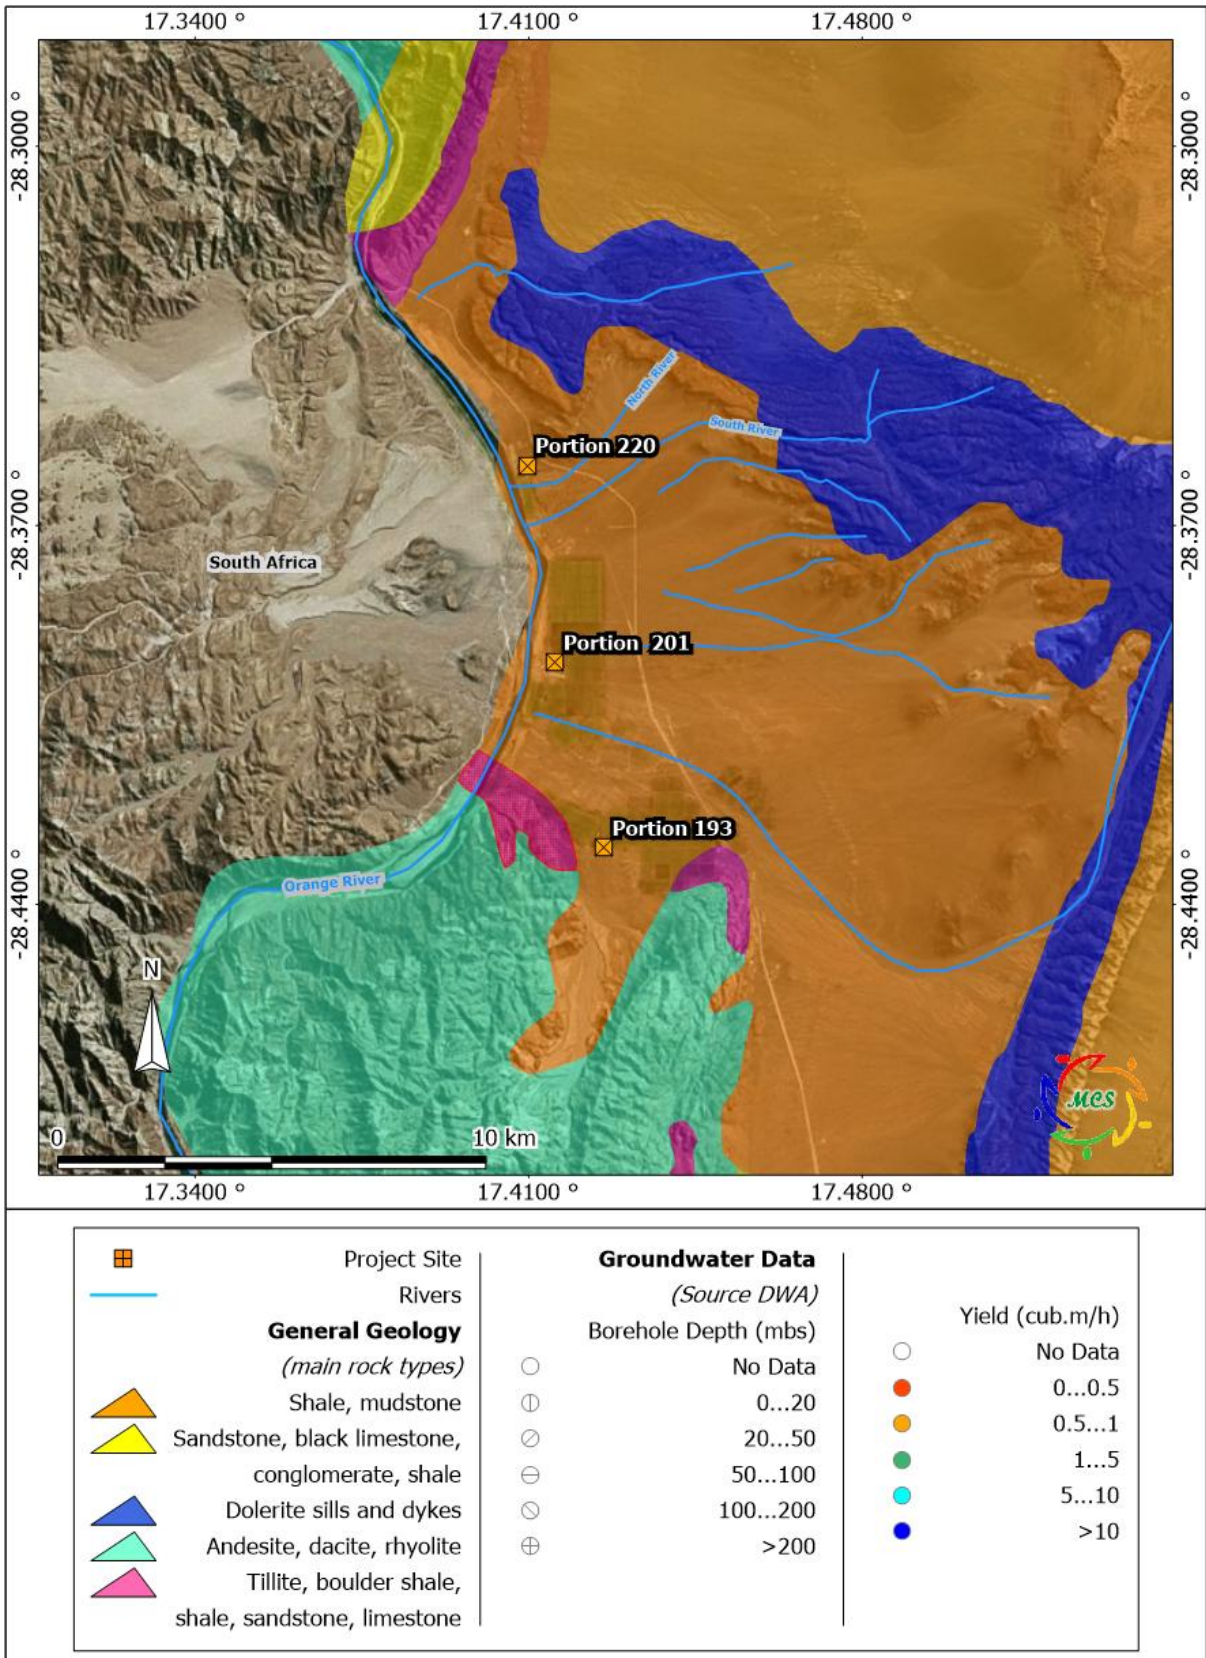 17.3400 °
17.4100 °
17.4800 °
-28.3000 °
-28.3000 °
North River
South River
Portion 220
-28.3700 °
-28.3700 °
South Africa
Portion 201
Portion 193
Orange River
-28.4400 °
-28.4400 °
N
MCS
0
10 km
17.3400 °
17.4100 °
17.4800 °
Project Site
Rivers
General Geology
(main rock types)
Shale, mudstone
Sandstone, black limestone,
conglomerate, shale
Dolerite sills and dykes
Andesite, dacite, rhyolite
Tillite, boulder shale,
shale, sandstone, limestone
Groundwater Data
(Source DWA)
Borehole Depth (mbs)
No Data
0...20
20...50
50...100
100...200
>200
Yield (cub.m/h)
No Data
0...0.5
0.5...1
1...5
5...10
>10